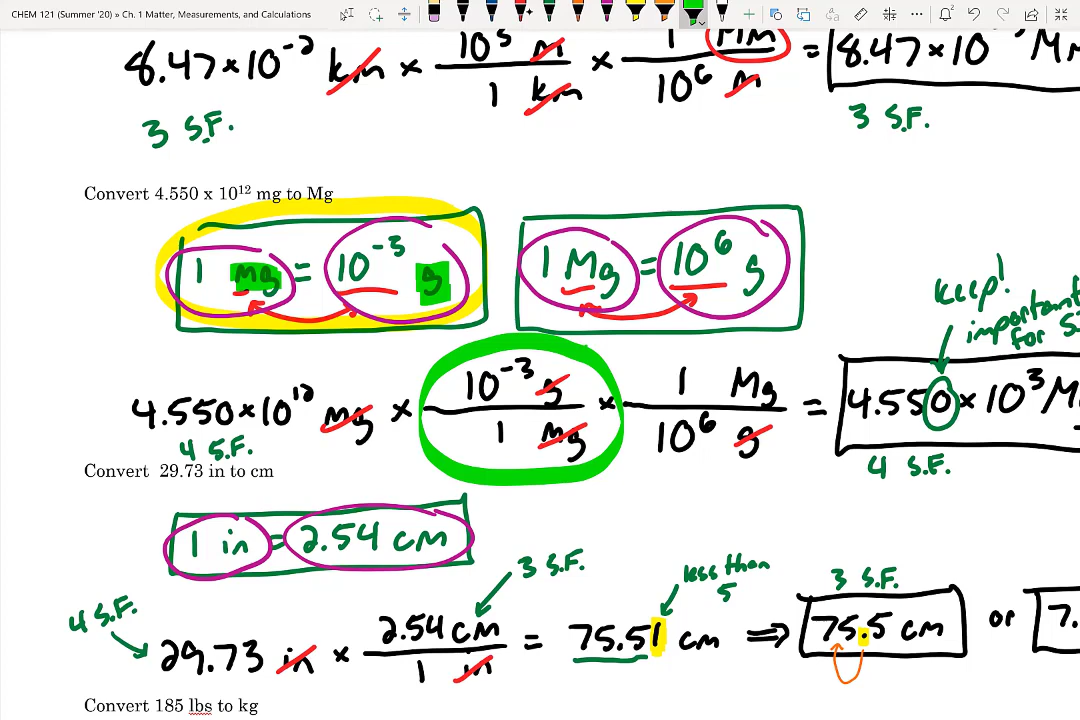 CHEM 121 (Summer '20) » Ch. 1 Matter, Measurements, and Calculations
8.47 × 10⁻² km × 10³ m / 1 km × 1 Mm / 10⁶ m = 8.47 × 10
3 S.F.
3 S.F.
Convert 4.550 x 10¹² mg to Mg
1 mg = 10⁻³ g
1 Mg = 10⁶ g
keep!
important
for
4.550 × 10¹² mg × 10⁻³ g / 1 mg × 1 Mg / 10⁶ g = 4.550 × 10³
4 S.F.
4 S.F.
Convert 29.73 in to cm
1 in = 2.54 cm
3 S.F.
less than
5
3 S.F.
4 S.F.
29.73 in × 2.54 cm / 1 in = 75.51 cm ⇒ 75.5 cm or 7.
Convert 185 lbs to kg